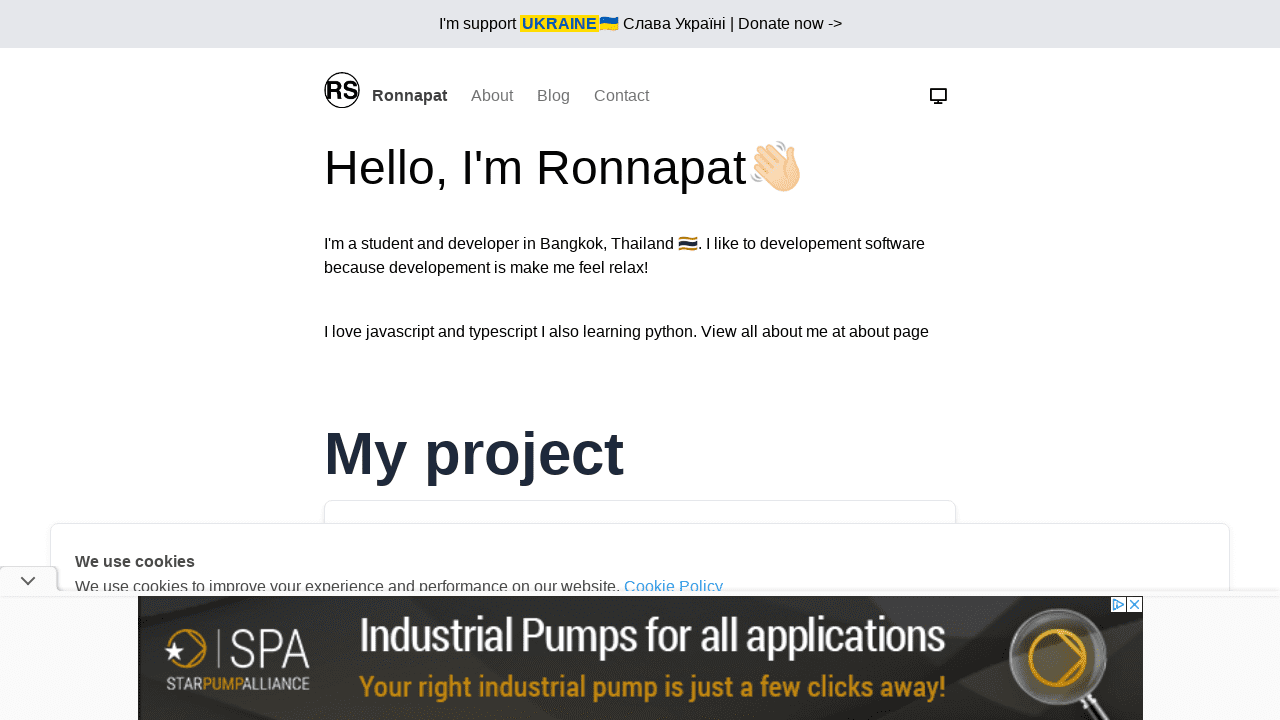 I'm support UKRAINE🇺🇦 Слава Україні | Donate now ->
RS Ronnapat About Blog Contact
Hello, I'm Ronnapat👋🏻
I'm a student and developer in Bangkok, Thailand 🇹🇭. I like to developement software
because developement is make me feel relax!
I love javascript and typescript I also learning python. View all about me at about page
My project
We use cookies
We use cookies to improve your experience and performance on our website. Cookie Policy
SPA
STARPUMPALLIANCE
Industrial Pumps for all applications
Your right industrial pump is just a few clicks away!